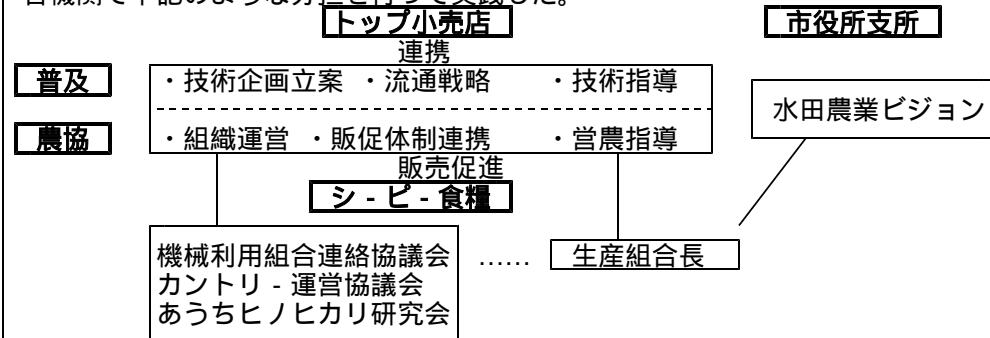 各機関で下記のような分担を行って実践した。
トップ小売店 市役所支所
連携
普及 ・技術企画立案 ・流通戦略 ・技術指導
水田農業ビジョン
農協 ・組織運営 ・販促体制連携 ・営農指導
販売促進
シ-ピ-食糧
機械利用組合連絡協議会 …… 生産組合長
カントリ-運営協議会
あうちヒノヒカリ研究会